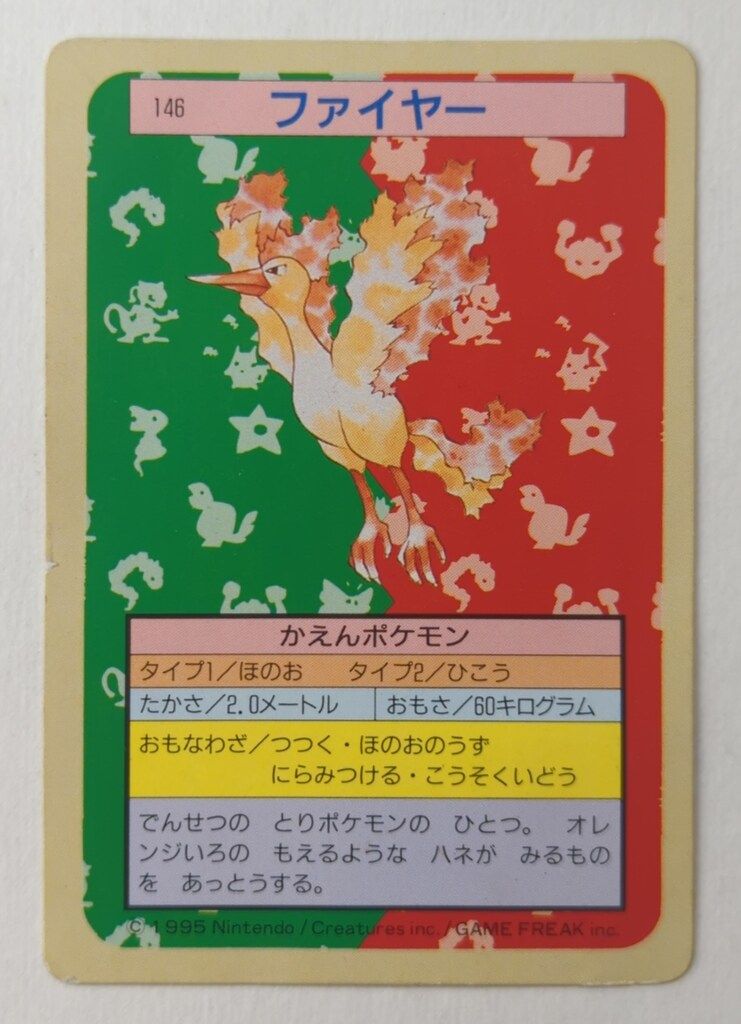 146 ファイヤー
かえんポケモン
タイプ1/ほのお タイプ2/ひこう
たかさ/2.0メートル おもさ/60キログラム
おもなわざ/つつく・ほのおのうず
にらみつける・こうそくいどう
でんせつの とりポケモンの ひとつ。 オレ
ンジいろの もえるような ハネが みるもの
を あっとうする。
© 1995 Nintendo / Creatures inc. / GAME FREAK inc.